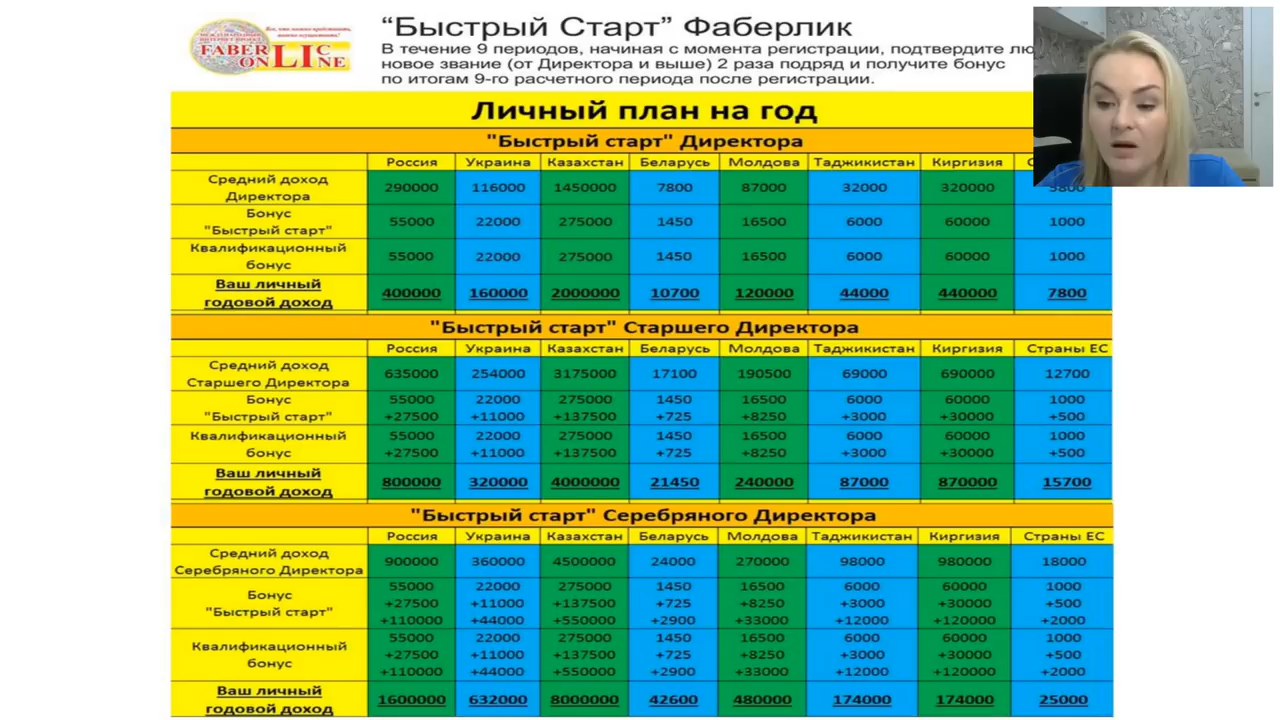 “Быстрый Старт” Фаберлик
В течение 9 периодов, начиная с момента регистрации, подтвердите
новое звание (от Директора и выше) 2 раза подряд и получите бонус
по итогам 9-го расчетного периода после регистрации.
МЕЖДУНАРОДНЫЙ
ИНТЕРНЕТ-ПРОЕКТ
FABERLIC
ONLINE
Все, что можно представить,
можно осуществить!
Личный план на год
"Быстрый старт" Директора
Россия Украина Казахстан Беларусь Молдова Таджикистан Киргизия
Средний доход
Директора
290000 116000 1450000 7800 87000 32000 320000 5800
Бонус
"Быстрый старт"
55000 22000 275000 1450 16500 6000 60000 1000
Квалификационный
бонус
55000 22000 275000 1450 16500 6000 60000 1000
Ваш личный
годовой доход
400000 160000 2000000 10700 120000 44000 440000 7800
"Быстрый старт" Старшего Директора
Россия Украина Казахстан Беларусь Молдова Таджикистан Киргизия Страны ЕС
Средний доход
Старшего Директора
635000 254000 3175000 17100 190500 69000 690000 12700
Бонус
"Быстрый старт"
55000 22000 275000 1450 16500 6000 60000 1000
+27500 +11000 +137500 +725 +8250 +3000 +30000 +500
Квалификационный
бонус
55000 22000 275000 1450 16500 6000 60000 1000
+27500 +11000 +137500 +725 +8250 +3000 +30000 +500
Ваш личный
годовой доход
800000 320000 4000000 21450 240000 87000 870000 15700
"Быстрый старт" Серебряного Директора
Россия Украина Казахстан Беларусь Молдова Таджикистан Киргизия Страны ЕС
Средний доход
Серебряного Директора
900000 360000 4500000 24000 270000 98000 980000 18000
Бонус
"Быстрый старт"
55000 22000 275000 1450 16500 6000 60000 1000
+27500 +11000 +137500 +725 +8250 +3000 +30000 +500
+110000 +44000 +550000 +2900 +33000 +12000 +120000 +2000
Квалификационный
бонус
55000 22000 275000 1450 16500 6000 60000 1000
+27500 +11000 +137500 +725 +8250 +3000 +30000 +500
+110000 +44000 +550000 +2900 +33000 +12000 +120000 +2000
Ваш личный
годовой доход
1600000 632000 8000000 42600 480000 174000 174000 25000